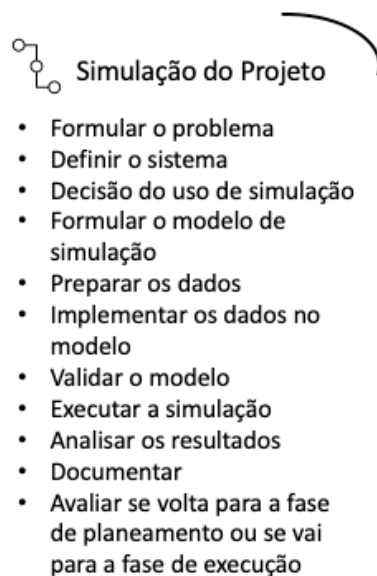 Simulação do Projeto
• Formular o problema
• Definir o sistema
• Decisão do uso de simulação
• Formular o modelo de
simulação
• Preparar os dados
• Implementar os dados no
modelo
• Validar o modelo
• Executar a simulação
• Analisar os resultados
• Documentar
• Avaliar se volta para a fase
de planeamento ou se vai
para a fase de execução